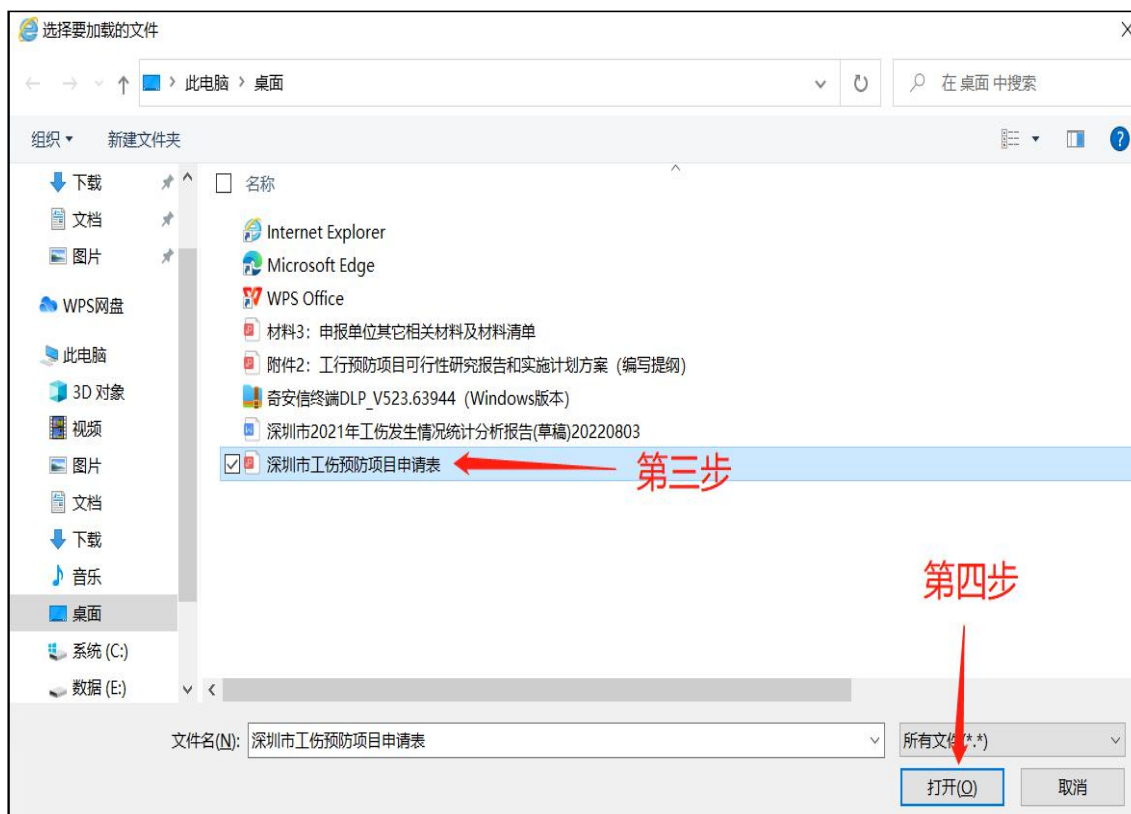 选择要加载的文件
此电脑 > 桌面
在 桌面 中搜索
组织
新建文件夹
下载
文档
图片
WPS网盘
此电脑
3D 对象
视频
图片
文档
下载
音乐
桌面
系统 (C:)
数据 (E:)
名称
Internet Explorer
Microsoft Edge
WPS Office
材料3：申报单位其它相关材料及材料清单
附件2：工行预防项目可行性研究报告和实施计划方案（编写提纲）
奇安信终端DLP_V523.63944（Windows版本）
深圳市2021年工伤发生情况统计分析报告(草稿)20220803
深圳市工伤预防项目申请表
第三步
第四步
文件名(N): 深圳市工伤预防项目申请表
所有文件(*.*)
打开(O)
取消